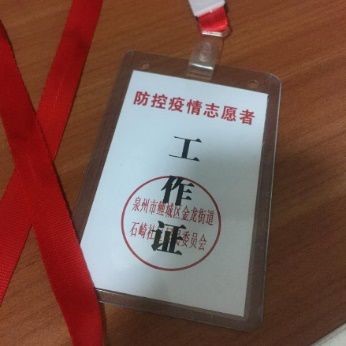 防控疫情志愿者
工
作
证
泉州市鲤城区金龙街道
石崎社 委员会